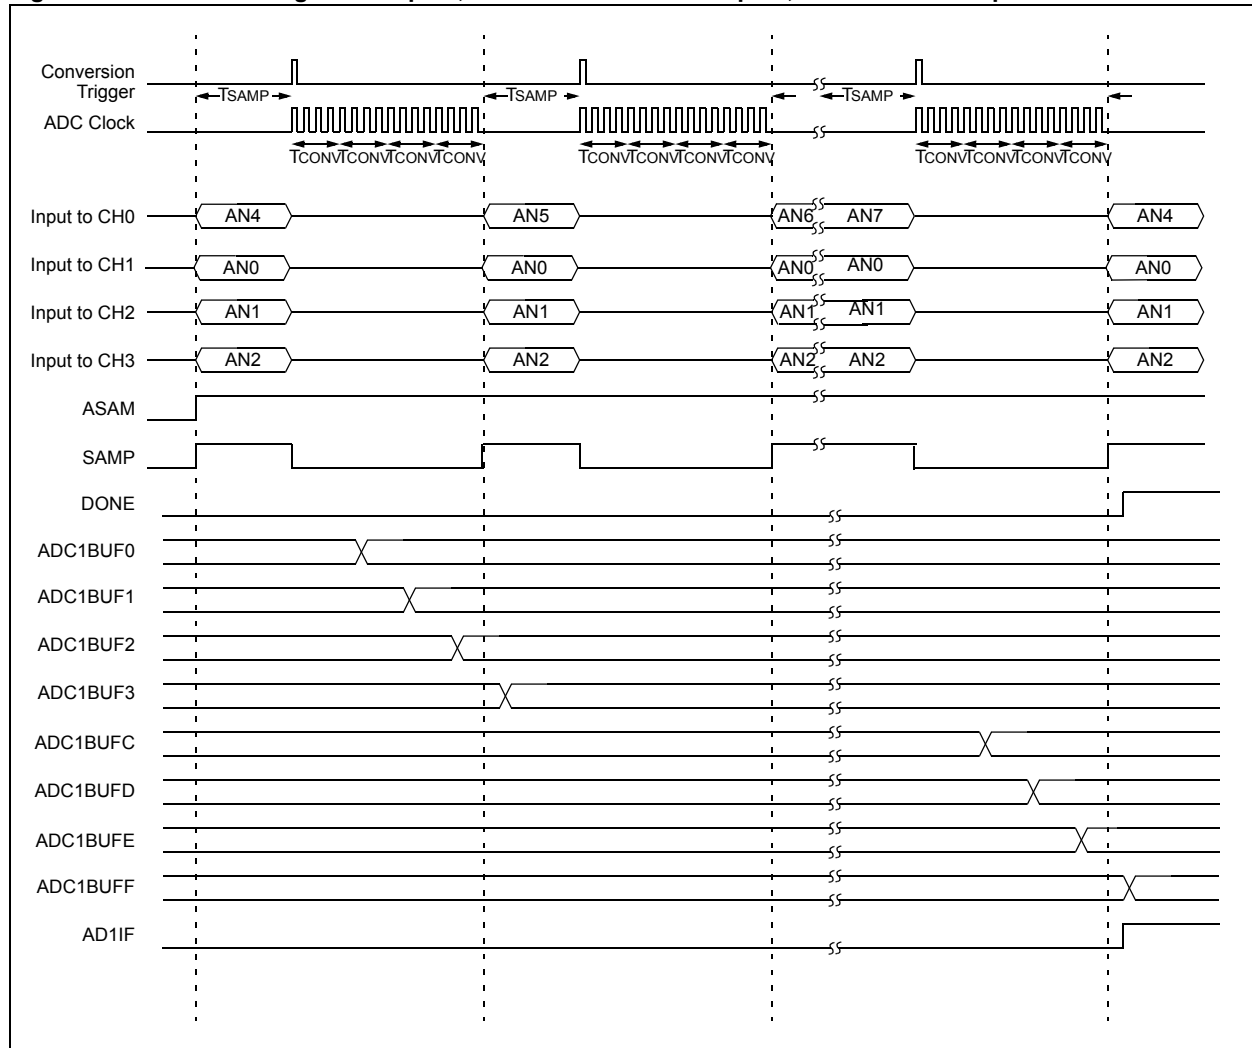 Conversion
Trigger
TSAMP TSAMP TSAMP
ADC Clock
TCONV TCONV TCONV TCONV TCONV TCONV TCONV TCONV TCONV TCONV TCONV TCONV
Input to CH0 AN4 AN5 AN6 AN7 AN4
Input to CH1 AN0 AN0 AN0 AN0 AN0
Input to CH2 AN1 AN1 AN1 AN1 AN1
Input to CH3 AN2 AN2 AN2 AN2 AN2
ASAM
SAMP
DONE
ADC1BUF0
ADC1BUF1
ADC1BUF2
ADC1BUF3
ADC1BUFC
ADC1BUFD
ADC1BUFE
ADC1BUFF
AD1IF